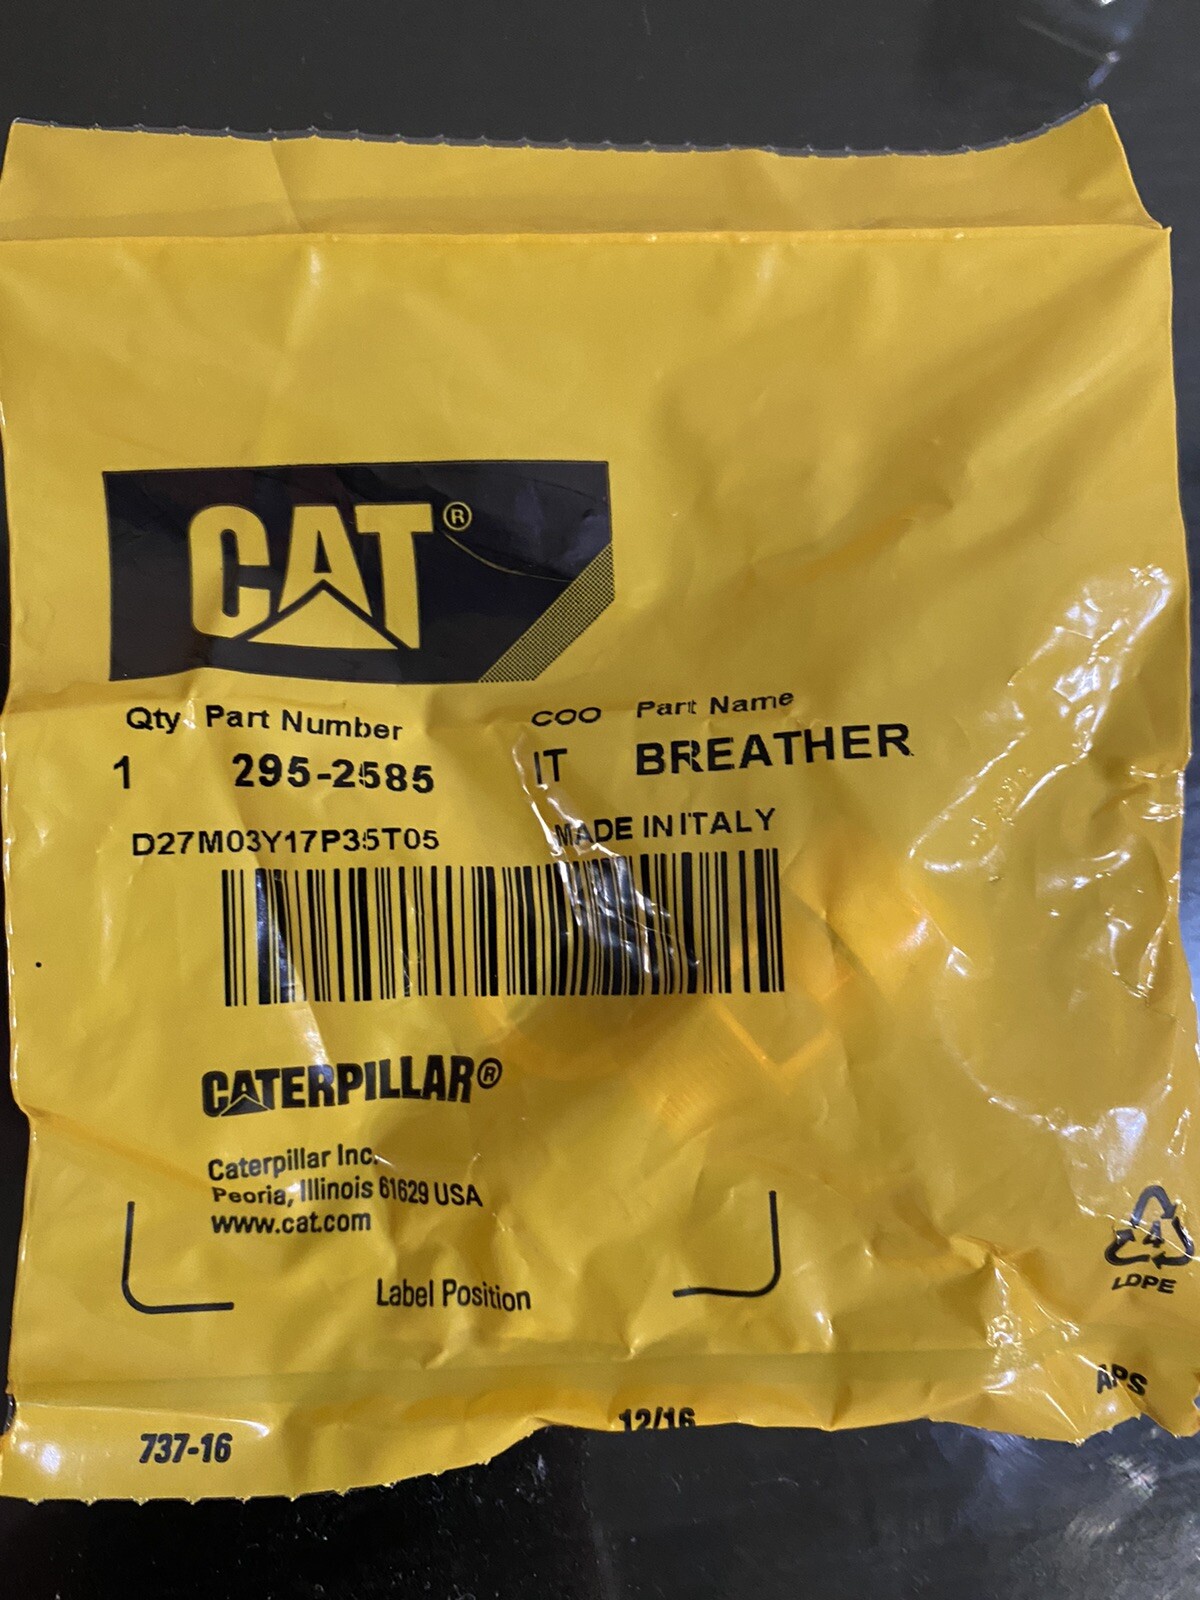 CAT®
Qty Part Number COO Part Name
1 295-2585 IT BREATHER
D27M03Y17P35T05 MADE IN ITALY
CATERPILLAR®
Caterpillar Inc.
Peoria, Illinois 61629 USA
www.cat.com
Label Position
4
LDPE
APS
737-16 12/16